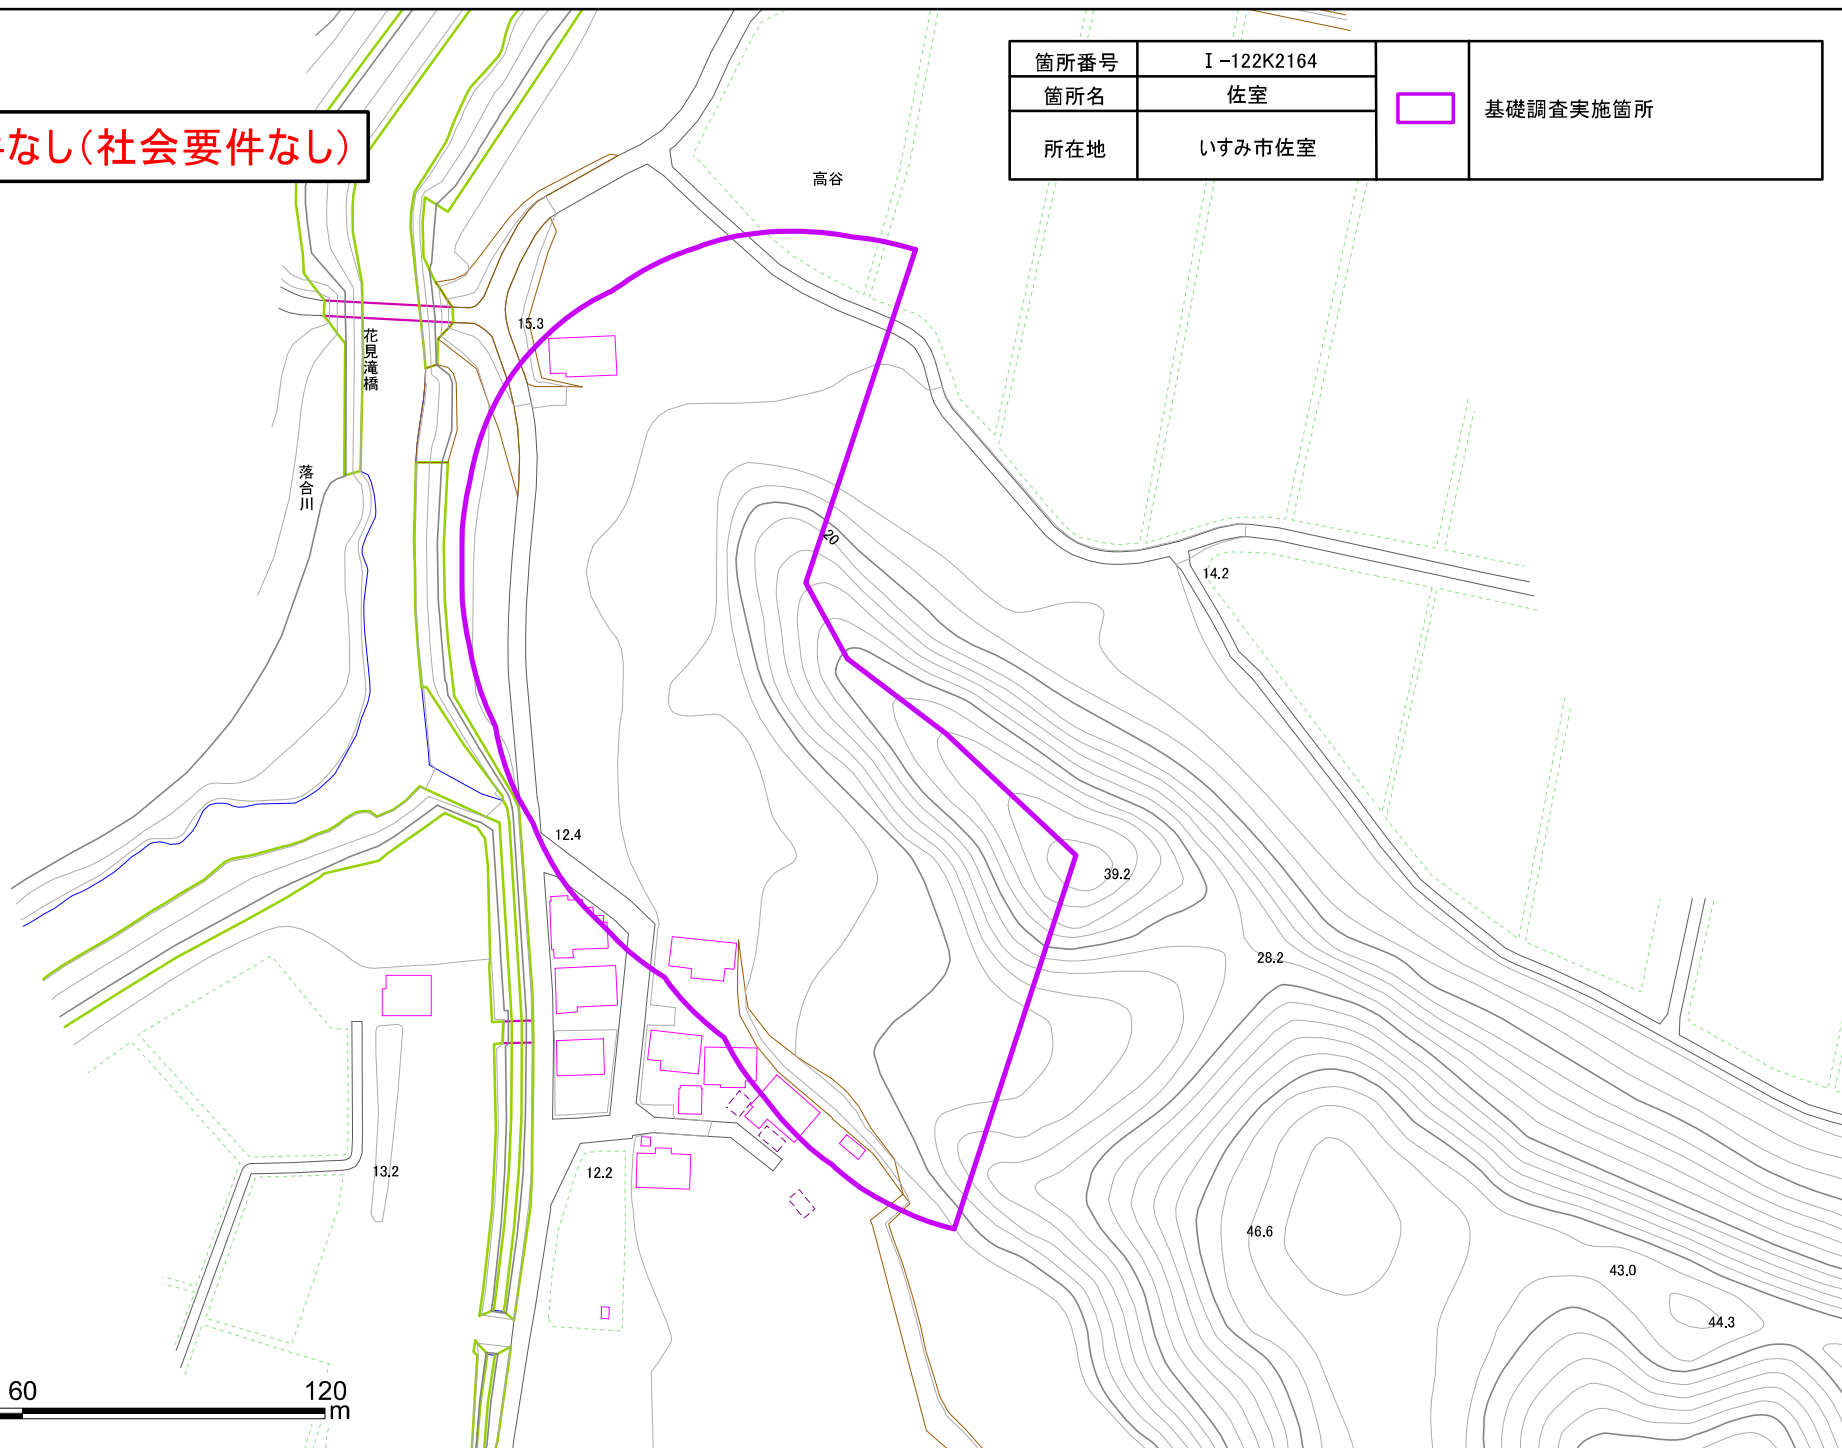 箇所番号
I-122K2164
箇所名
佐室
基礎調査実施箇所
所在地
いすみ市佐室
なし(社会要件なし)
高谷
15.3
花見滝橋
落合川
20
14.2
12.4
39.2
28.2
13.2
12.2
46.6
43.0
44.3
60
120
m